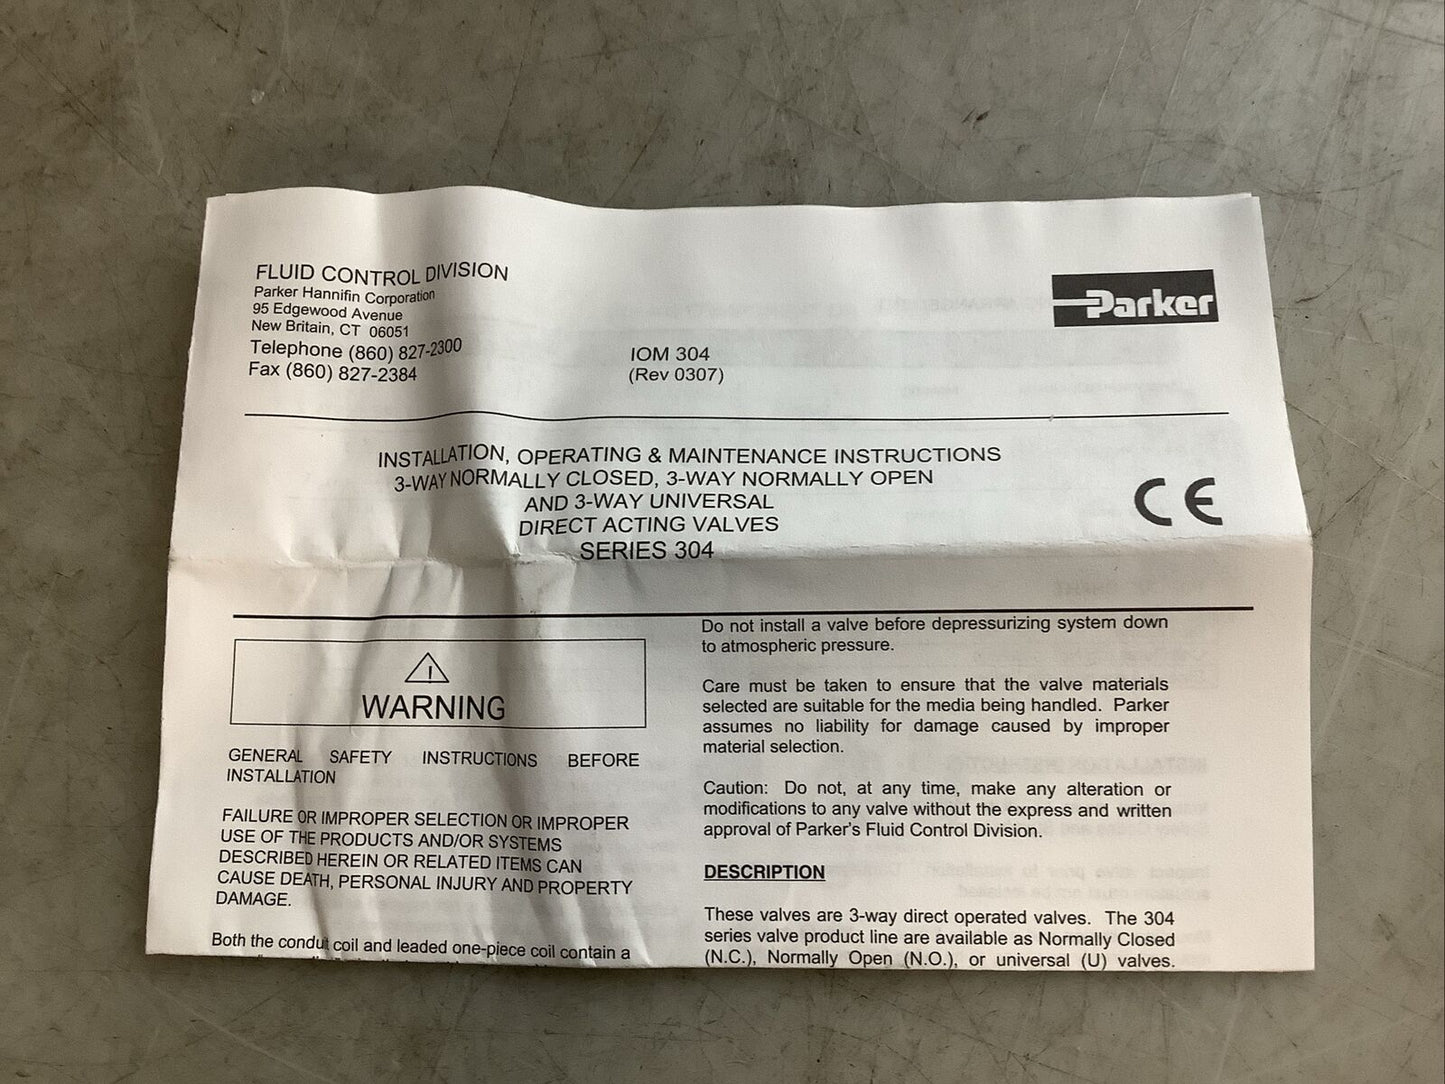 FLUID CONTROL DIVISION
Parker Hannifin Corporation
95 Edgewood Avenue
New Britain, CT 06051
Telephone (860) 827-2300
Fax (860) 827-2384
IOM 304
(Rev 0307)
Parker
INSTALLATION, OPERATING & MAINTENANCE INSTRUCTIONS
3-WAY NORMALLY CLOSED, 3-WAY NORMALLY OPEN
AND 3-WAY UNIVERSAL
DIRECT ACTING VALVES
SERIES 304
CE
WARNING
GENERAL SAFETY INSTRUCTIONS BEFORE
INSTALLATION
FAILURE OR IMPROPER SELECTION OR IMPROPER
USE OF THE PRODUCTS AND/OR SYSTEMS
DESCRIBED HEREIN OR RELATED ITEMS CAN
CAUSE DEATH, PERSONAL INJURY AND PROPERTY
DAMAGE.
Both the conduit coil and leaded one-piece coil contain a
Do not install a valve before depressurizing system down
to atmospheric pressure.
Care must be taken to ensure that the valve materials
selected are suitable for the media being handled. Parker
assumes no liability for damage caused by improper
material selection.
Caution: Do not, at any time, make any alteration or
modifications to any valve without the express and written
approval of Parker's Fluid Control Division.
DESCRIPTION
These valves are 3-way direct operated valves. The 304
series valve product line are available as Normally Closed
(N.C.), Normally Open (N.O.), or universal (U) valves.